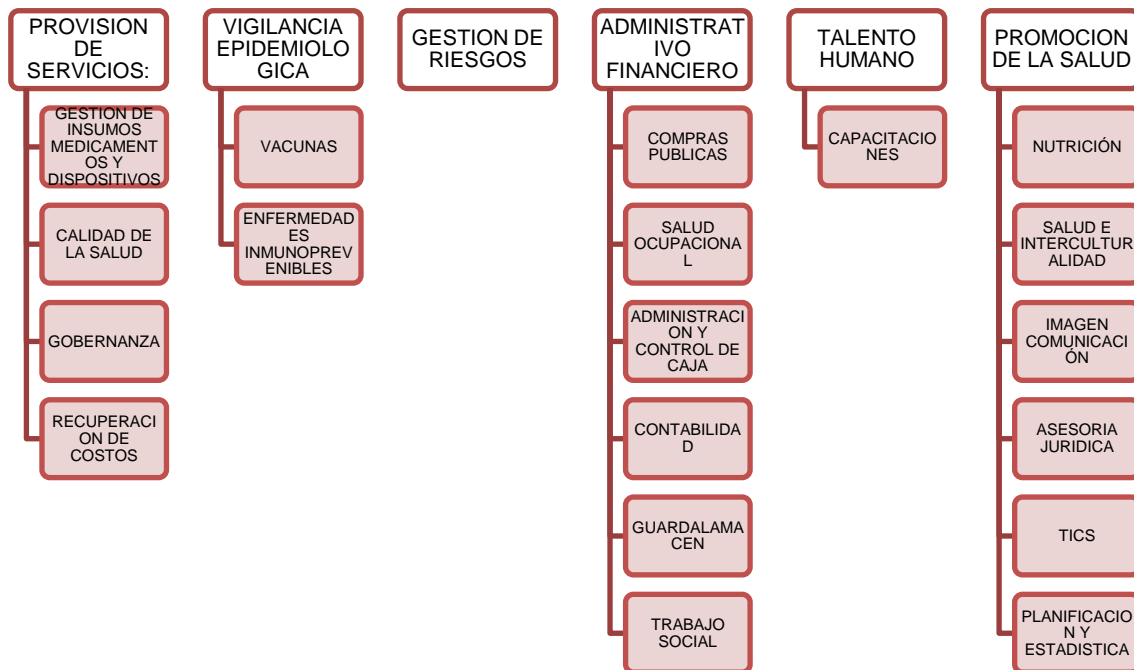 PROVISION
DE
SERVICIOS:
GESTION DE
INSUMOS
MEDICAMENT
OS Y
DISPOSITIVOS
CALIDAD DE
LA SALUD
GOBERNANZA
RECUPERACI
ON DE
COSTOS
VIGILANCIA
EPIDEMIOLO
GICA
VACUNAS
ENFERMEDAD
ES
INMUNOPREV
ENIBLES
GESTION DE
RIESGOS
ADMINISTRAT
IVO
FINANCIERO
COMPRAS
PUBLICAS
SALUD
OCUPACIONA
L
ADMINISTRACI
ON Y
CONTROL DE
CAJA
CONTABILIDA
D
GUARDALAMA
CEN
TRABAJO
SOCIAL
TALENTO
HUMANO
CAPACITACIO
NES
PROMOCION
DE LA SALUD
NUTRICIÓN
SALUD E
INTERCULTUR
ALIDAD
IMAGEN
COMUNICACI
ÓN
ASESORIA
JURIDICA
TICS
PLANIFICACIO
N Y
ESTADISTICA